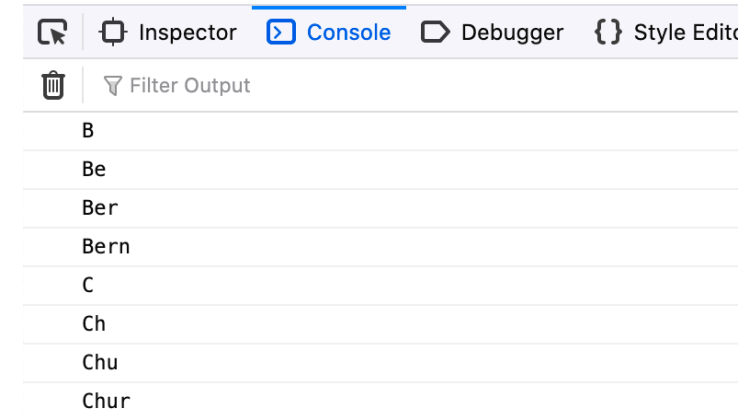 Inspector Console Debugger {} Style Edito
Filter Output
B
Be
Ber
Bern
C
Ch
Chu
Chur